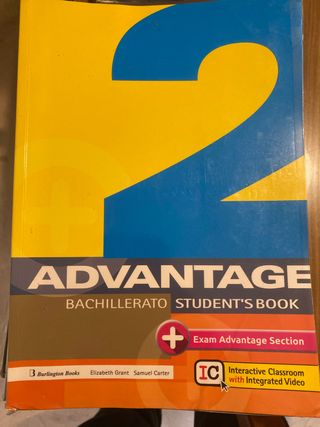 2
ADVANTAGE
BACHILLERATO STUDENT'S BOOK
+ Exam Advantage Section
B Burlington Books Elizabeth Grant Samuel Carter
IC Interactive Classroom
with Integrated Video